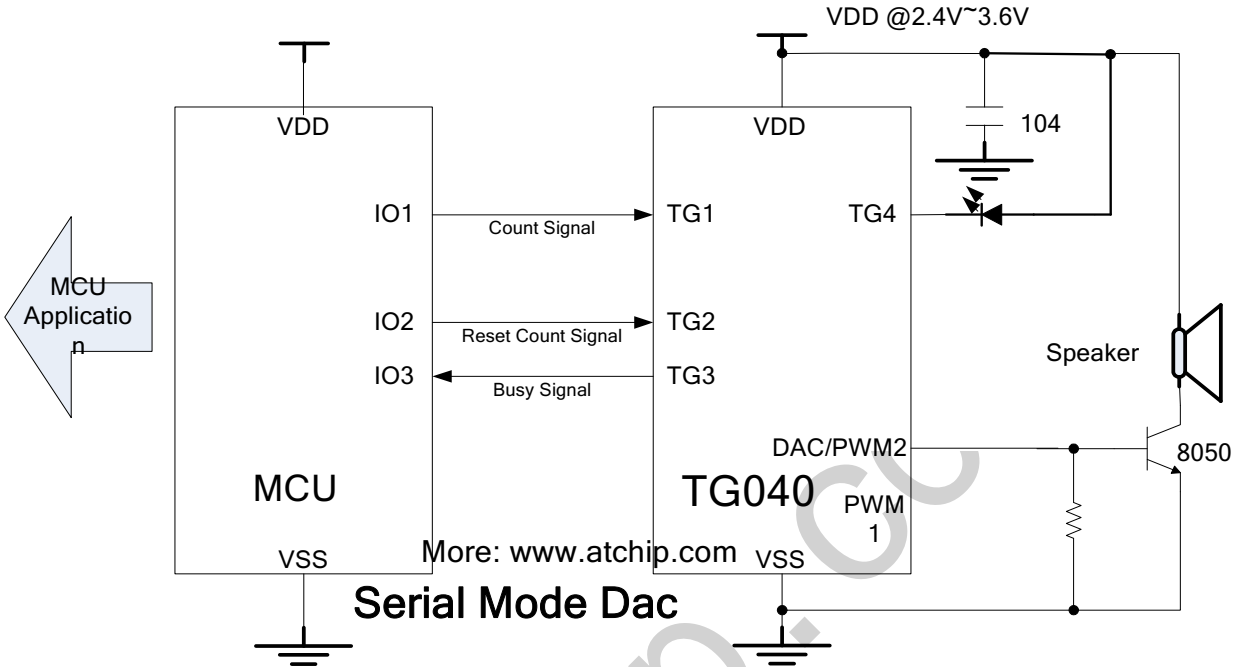 VDD @2.4V~3.6V
VDD
VDD
104
IO1
Count Signal
TG1
TG4
MCU
Applicatio
n
IO2
Reset Count Signal
TG2
IO3
Busy Signal
TG3
Speaker
DAC/PWM2
8050
MCU
TG040
PWM
1
More: www.atchip.com
VSS
VSS
Serial Mode Dac
p. cc